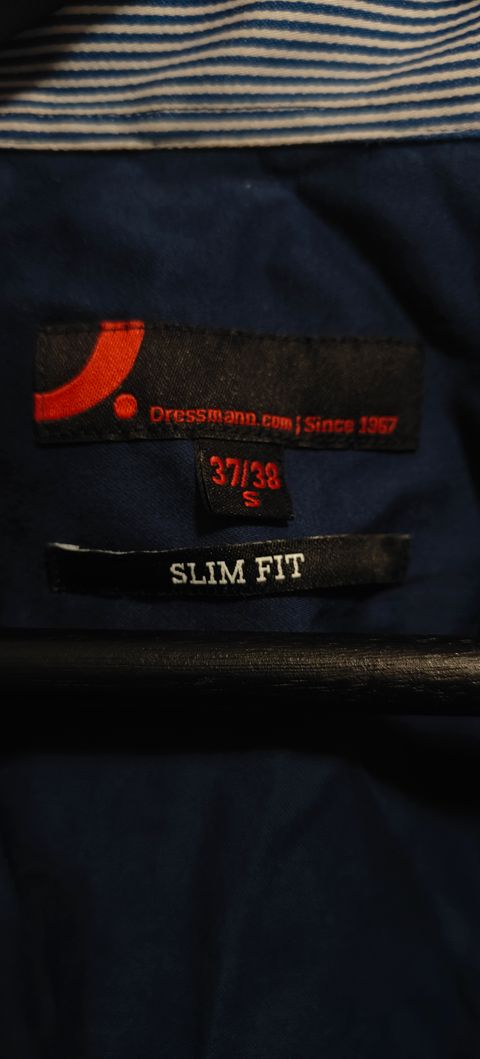 Dressmann.com | Since 1967
37/38
S
SLIM FIT